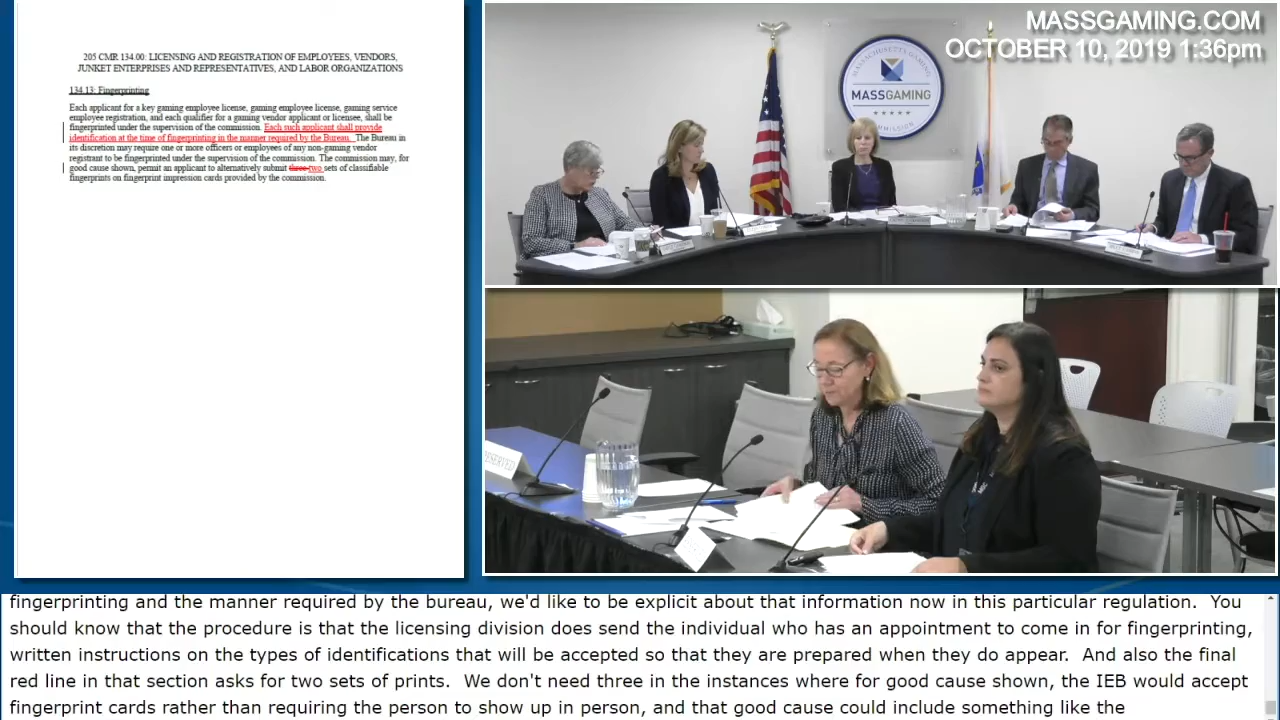 205 CMR 134.00: LICENSING AND REGISTRATION OF EMPLOYEES, VENDORS,
JUNKET ENTERPRISES AND REPRESENTATIVES, AND LABOR ORGANIZATIONS
134.13: Fingerprinting
Each applicant for a key gaming employee license, gaming employee license, gaming service
employee registration, and each qualifier for a gaming vendor applicant or licensee, shall be
fingerprinted under the supervision of the commission. Each such applicant shall provide
identification at the time of fingerprinting in the manner required by the Bureau. The Bureau in
its discretion may require one or more officers or employees of any non-gaming vendor
registrant to be fingerprinted under the supervision of the commission. The commission may, for
good cause shown, permit an applicant to alternatively submit three two sets of classifiable
fingerprints on fingerprint impression cards provided by the commission.
MASSGAMING.COM
OCTOBER 10, 2019 1:36pm
MASSACHUSETTS GAMING
MASSGAMING
COMMISSION
RESERVED
fingerprinting and the manner required by the bureau, we'd like to be explicit about that information now in this particular regulation. You
should know that the procedure is that the licensing division does send the individual who has an appointment to come in for fingerprinting,
written instructions on the types of identifications that will be accepted so that they are prepared when they do appear. And also the final
red line in that section asks for two sets of prints. We don't need three in the instances where for good cause shown, the IEB would accept
fingerprint cards rather than requiring the person to show up in person, and that good cause could include something like the